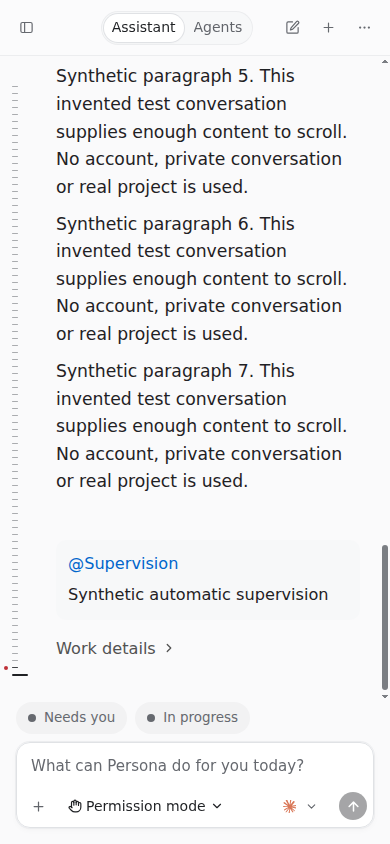 Assistant
Agents
Synthetic paragraph 5. This
invented test conversation
supplies enough content to scroll.
No account, private conversation
or real project is used.
Synthetic paragraph 6. This
invented test conversation
supplies enough content to scroll.
No account, private conversation
or real project is used.
Synthetic paragraph 7. This
invented test conversation
supplies enough content to scroll.
No account, private conversation
or real project is used.
@Supervision
Synthetic automatic supervision
Work details
Needs you
In progress
What can Persona do for you today?
Permission mode